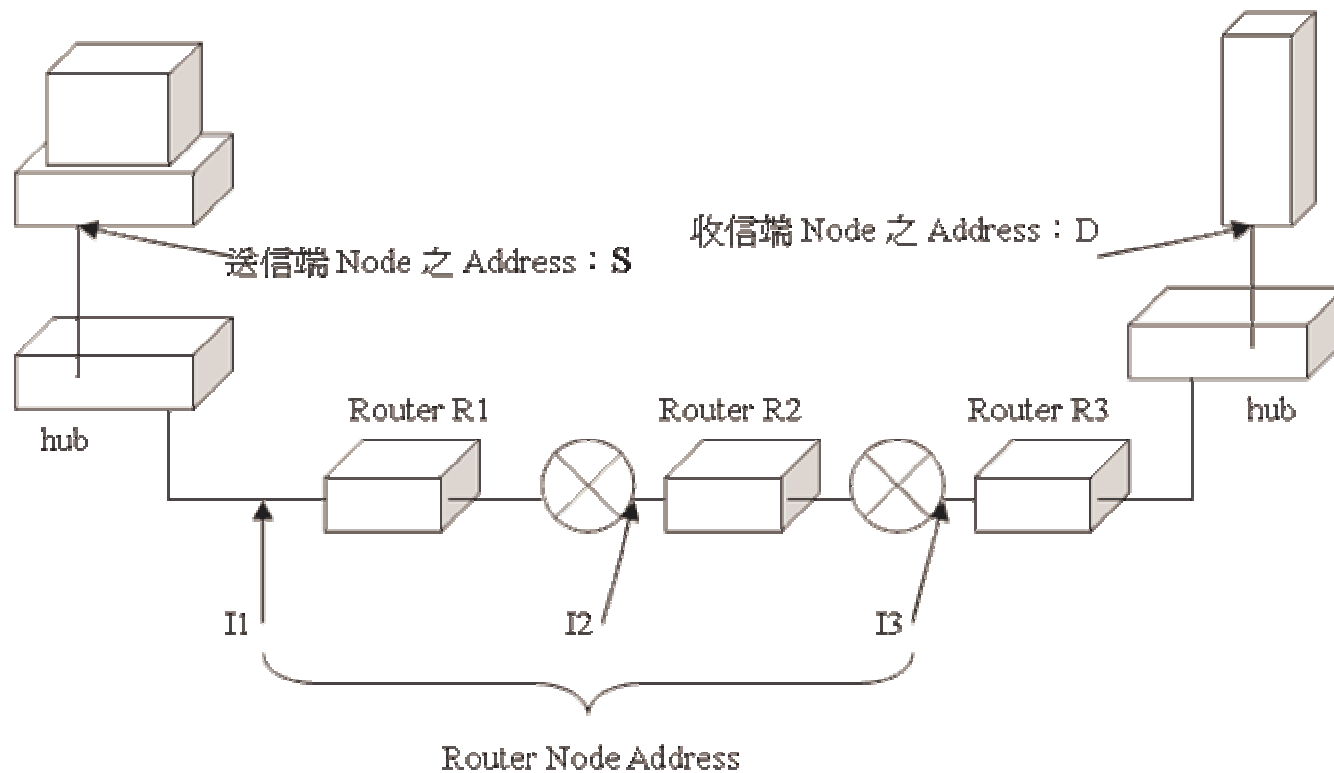 收信端 Node 之 Address：D
送信端 Node 之 Address：S
Router R1
Router R2
Router R3
hub
hub
I1
I2
I3
Router Node Address